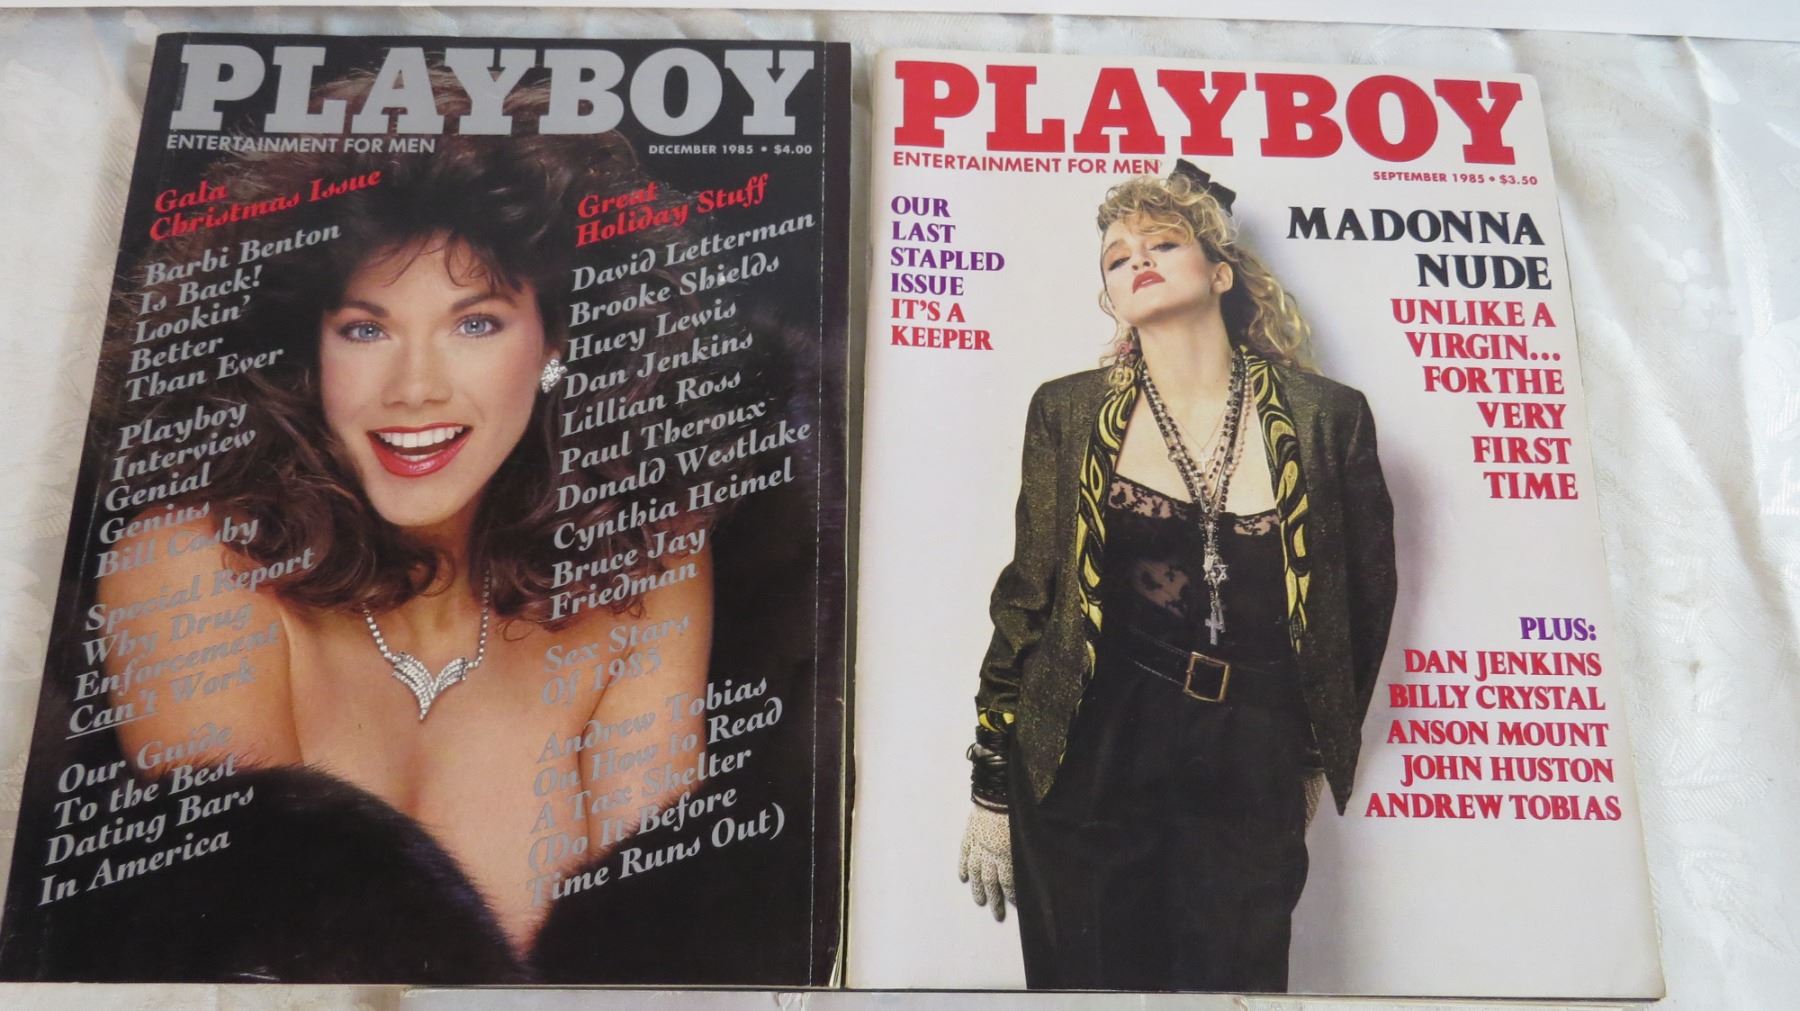 PLAYBOY
ENTERTAINMENT FOR MEN
DECEMBER 1985 • $4.00
Gala
Christmas Issue
Barbi Benton
Is Back!
Lookin'
Better
Than Ever
Playboy
Interview
Genial
Genius
Bill Cosby
Special Report
Why Drug
Enforcement
Can't Work
Our Guide
To the Best
Dating Bars
In America
Great
Holiday Stuff
David Letterman
Brooke Shields
Huey Lewis
Dan Jenkins
Lillian Ross
Paul Theroux
Donald Westlake
Cynthia Heimel
Bruce Jay
Friedman
Sex Stars
Of 1985
Andrew Tobias
On How to Read
A Tax Shelter
(Do It Before
Time Runs Out)
PLAYBOY
ENTERTAINMENT FOR MEN
SEPTEMBER 1985 • $3.50
OUR
LAST
STAPLED
ISSUE
IT'S A
KEEPER
MADONNA
NUDE
UNLIKE A
VIRGIN...
FOR THE
VERY
FIRST
TIME
PLUS:
DAN JENKINS
BILLY CRYSTAL
ANSON MOUNT
JOHN HUSTON
ANDREW TOBIAS